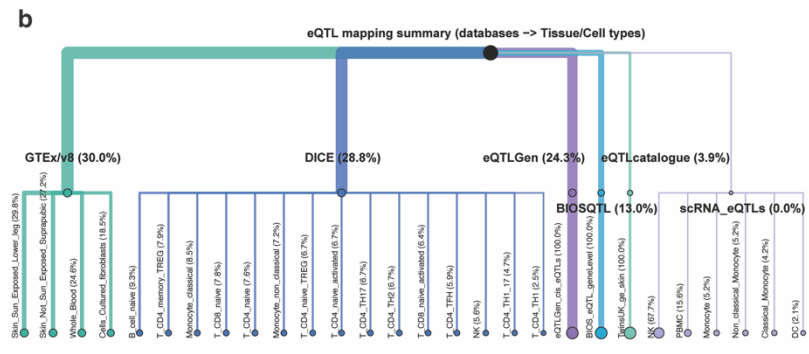 b
eQTL mapping summary (databases −> Tissue/Cell types)
GTEx/v8 (30.0%)
DICE (28.8%)
eQTLGen (24.3%)
eQTLcatalogue (3.9%)
BIOSQTL (13.0%)
scRNA_eQTLs (0.0%)
Skin_Sun_Exposed_Lower_leg (29.8%)
Skin_Not_Sun_Exposed_Suprapubic (27.2%)
Whole_Blood (24.6%)
Cells_Cultured_fibroblasts (18.5%)
B_cell_naive (9.3%)
T_CD4_memory_TREG (7.9%)
Monocyte_classical (8.5%)
T_CD8_naive (7.8%)
T_CD4_naive (7.6%)
Monocyte_non_classical (7.2%)
T_CD4_naive_TREG (6.7%)
T_CD4_naive_activated (6.7%)
T_CD4_TH17 (6.7%)
T_CD4_TH2 (6.7%)
T_CD8_naive_activated (6.4%)
T_CD4_TFH (5.9%)
NK (5.6%)
T_CD4_TH1_17 (4.7%)
T_CD4_TH1 (2.5%)
eQTLGen_cis_eQTLs (100.0%)
BIOS_eQTL_geneLevel (100.0%)
TwinsUK_ge_skin (100.0%)
NK (67.7%)
PBMC (15.6%)
Monocyte (5.2%)
Non_classical_Monocyte (5.2%)
Classical_Monocyte (4.2%)
DC (2.1%)